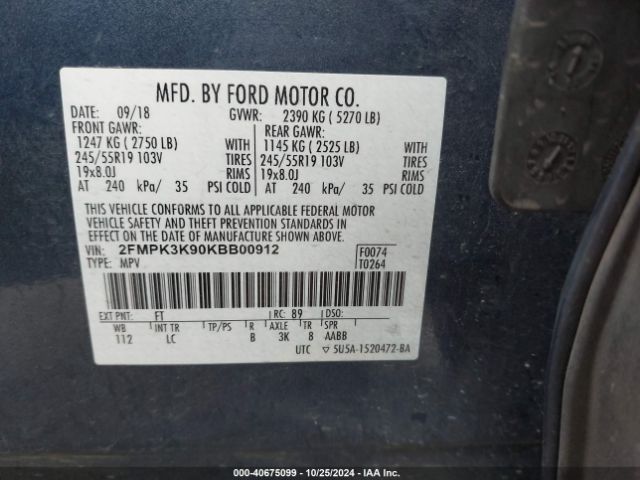 MFD. BY FORD MOTOR CO.
DATE: 09/18 GVWR: 2390 KG ( 5270 LB)
FRONT GAWR: REAR GAWR:
1247 KG ( 2750 LB) WITH 1145 KG ( 2525 LB) WITH
245/55R19 103V TIRES 245/55R19 103V TIRES
19x8.0J RIMS 19x8.0J RIMS
AT 240 kPa/ 35 PSI COLD AT 240 kPa/ 35 PSI COLD
THIS VEHICLE CONFORMS TO ALL APPLICABLE FEDERAL MOTOR
VEHICLE SAFETY AND THEFT PREVENTION STANDARDS IN
EFFECT ON THE DATE OF MANUFACTURE SHOWN ABOVE.
VIN: 2FMPK3K90KBB00912 F0074
TYPE: MPV T0264
EXT PNT: FT RC: 89 DSO:
WB INT TR TP/PS R AXLE TR SPR
112 LC B 3K 8 AABB
UTC ▽ 5U5A-1520472-BA
000-40675099 - 10/25/2024 - IAA Inc.